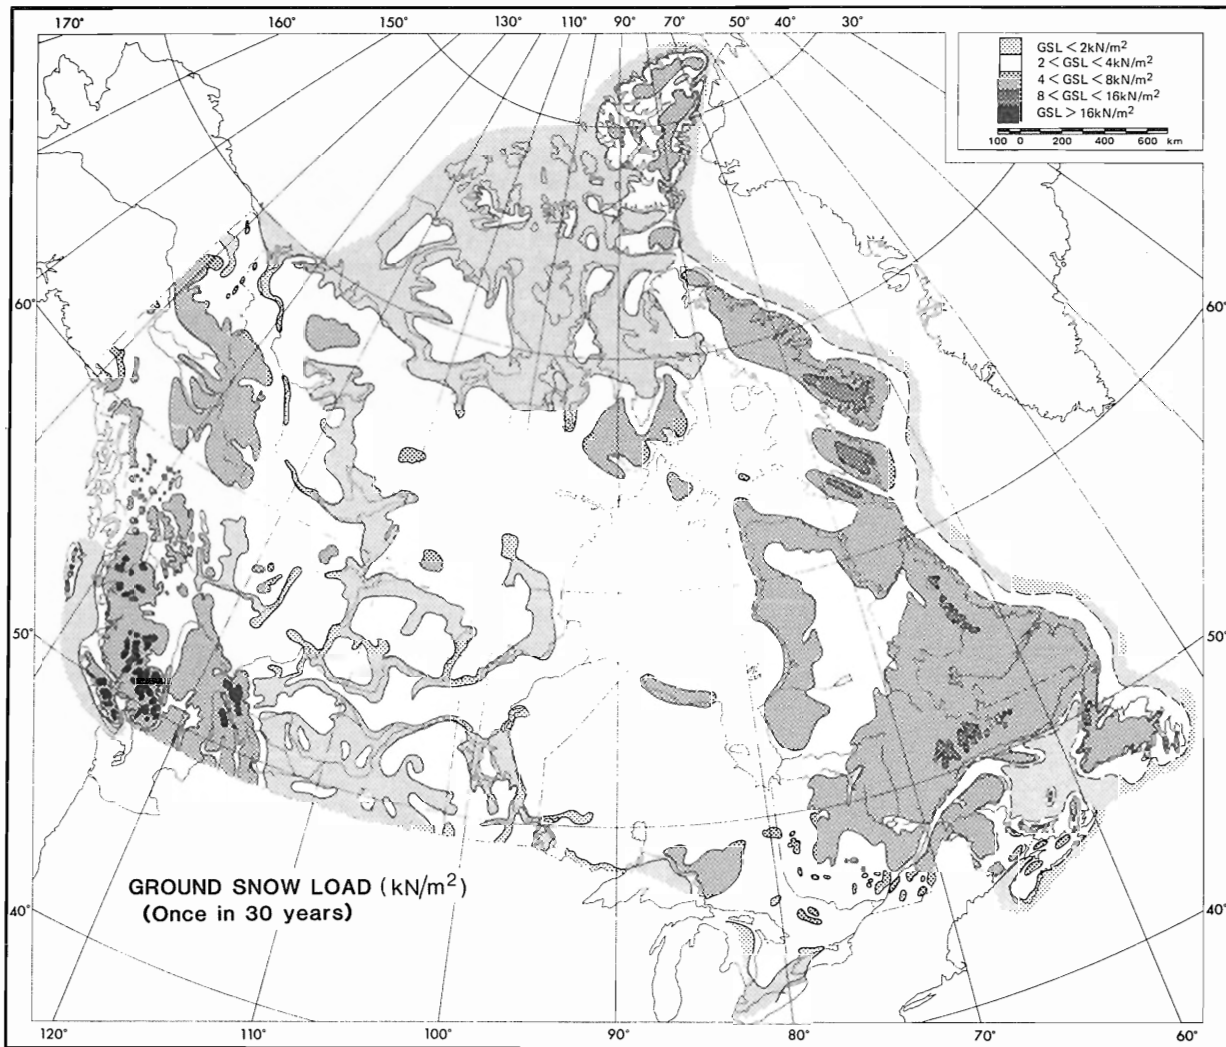 170° 160° 150° 130° 110° 90° 70° 50° 40° 30°
GSL < 2kN/m²
2 < GSL < 4kN/m²
4 < GSL < 8kN/m²
8 < GSL < 16kN/m²
GSL > 16kN/m²
100 0 200 400 600 km
60° 60°
50° 50°
GROUND SNOW LOAD (kN/m²)
(Once in 30 years)
40° 40°
120° 110° 100° 90° 80° 70° 60°